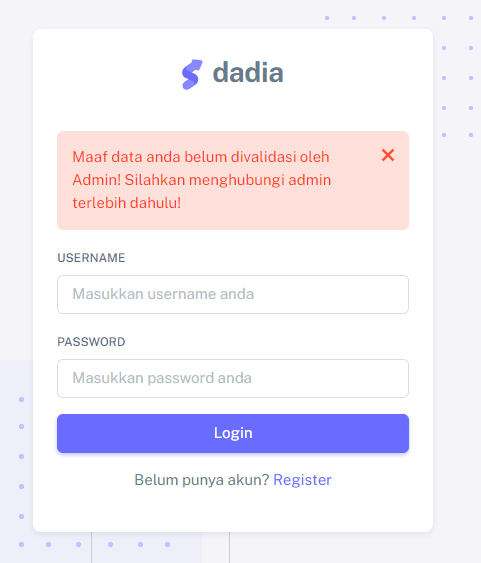 dadia
Maaf data anda belum divalidasi oleh
Admin! Silahkan menghubungi admin
terlebih dahulu!
USERNAME
Masukkan username anda
PASSWORD
Masukkan password anda
Login
Belum punya akun? Register